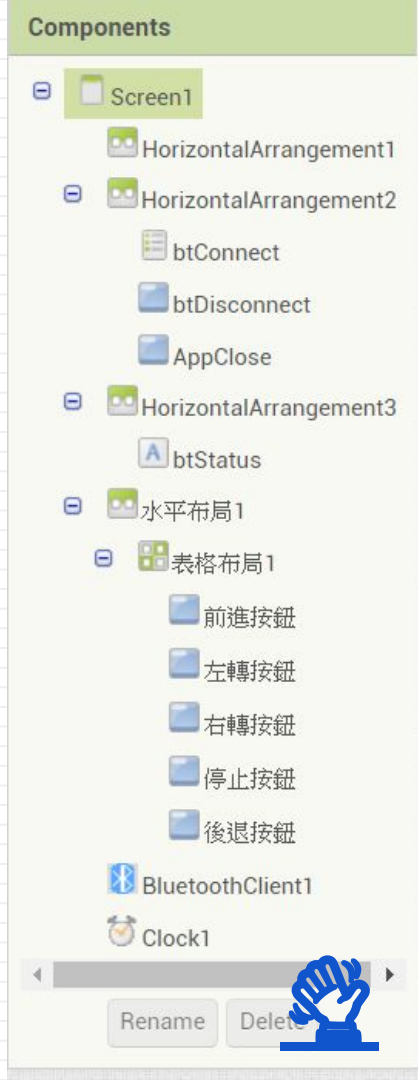 Components
Screen1
HorizontalArrangement1
HorizontalArrangement2
btConnect
btDisconnect
AppClose
HorizontalArrangement3
btStatus
水平布局1
表格布局1
前進按鈕
左轉按鈕
右轉按鈕
停止按鈕
後退按鈕
BluetoothClient1
Clock1
Rename Delete